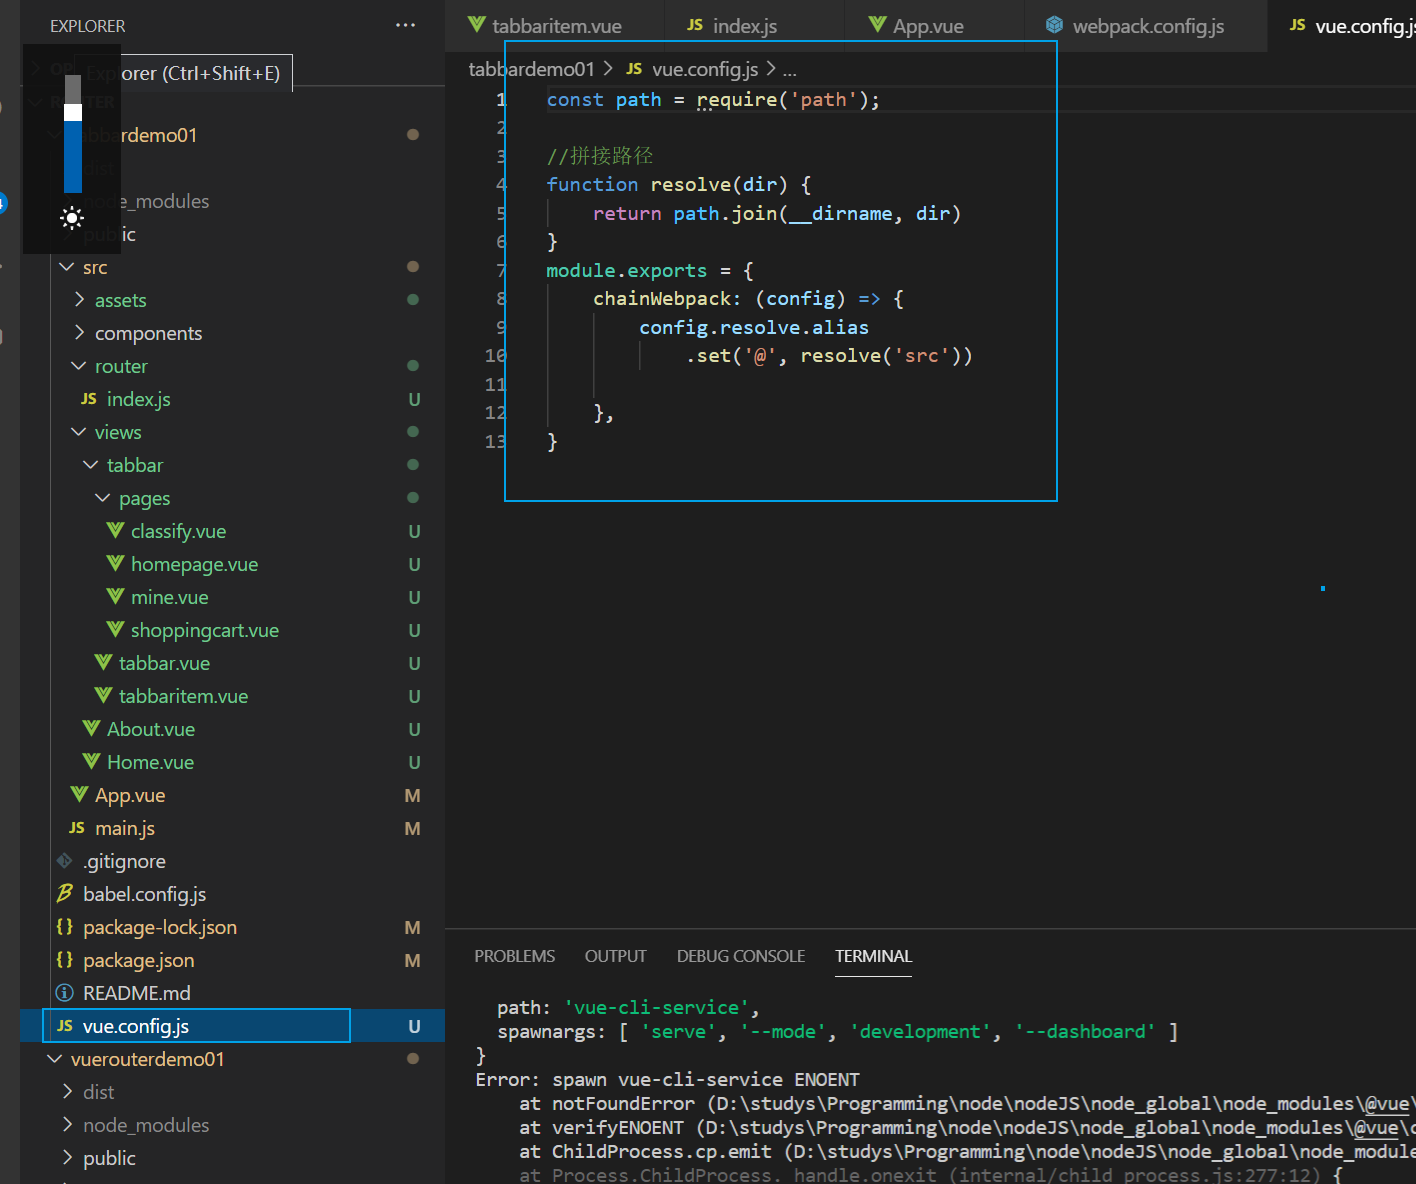 EXPLORER
Explorer (Ctrl+Shift+E)
tabbardemo01
dist
node_modules
public
src
assets
components
router
JS index.js U
views
tabbar
pages
classify.vue U
homepage.vue U
mine.vue U
shoppingcart.vue U
tabbar.vue U
tabbaritem.vue U
About.vue U
Home.vue U
App.vue M
JS main.js M
.gitignore
babel.config.js
{} package-lock.json M
{} package.json M
README.md
JS vue.config.js U
vuerouterdemo01
dist
node_modules
public
tabbaritem.vue JS index.js App.vue webpack.config.js JS vue.config.js
tabbardemo01 > JS vue.config.js > ...
1 const path = require('path');
2
3 //拼接路径
4 function resolve(dir) {
5 return path.join(__dirname, dir)
6 }
7 module.exports = {
8 chainWebpack: (config) => {
9 config.resolve.alias
10 .set('@', resolve('src'))
11
12 },
13 }
PROBLEMS OUTPUT DEBUG CONSOLE TERMINAL
path: 'vue-cli-service',
spawnargs: [ 'serve', '--mode', 'development', '--dashboard' ]
}
Error: spawn vue-cli-service ENOENT
at notFoundError (D:\studys\Programming\node\nodeJS\node_global\node_modules\@vue\
at verifyENOENT (D:\studys\Programming\node\nodeJS\node_global\node_modules\@vue\c
at ChildProcess.cp.emit (D:\studys\Programming\node\nodeJS\node_global\node_module
at Process.ChildProcess._handle.onexit (internal/child_process.js:277:12) {